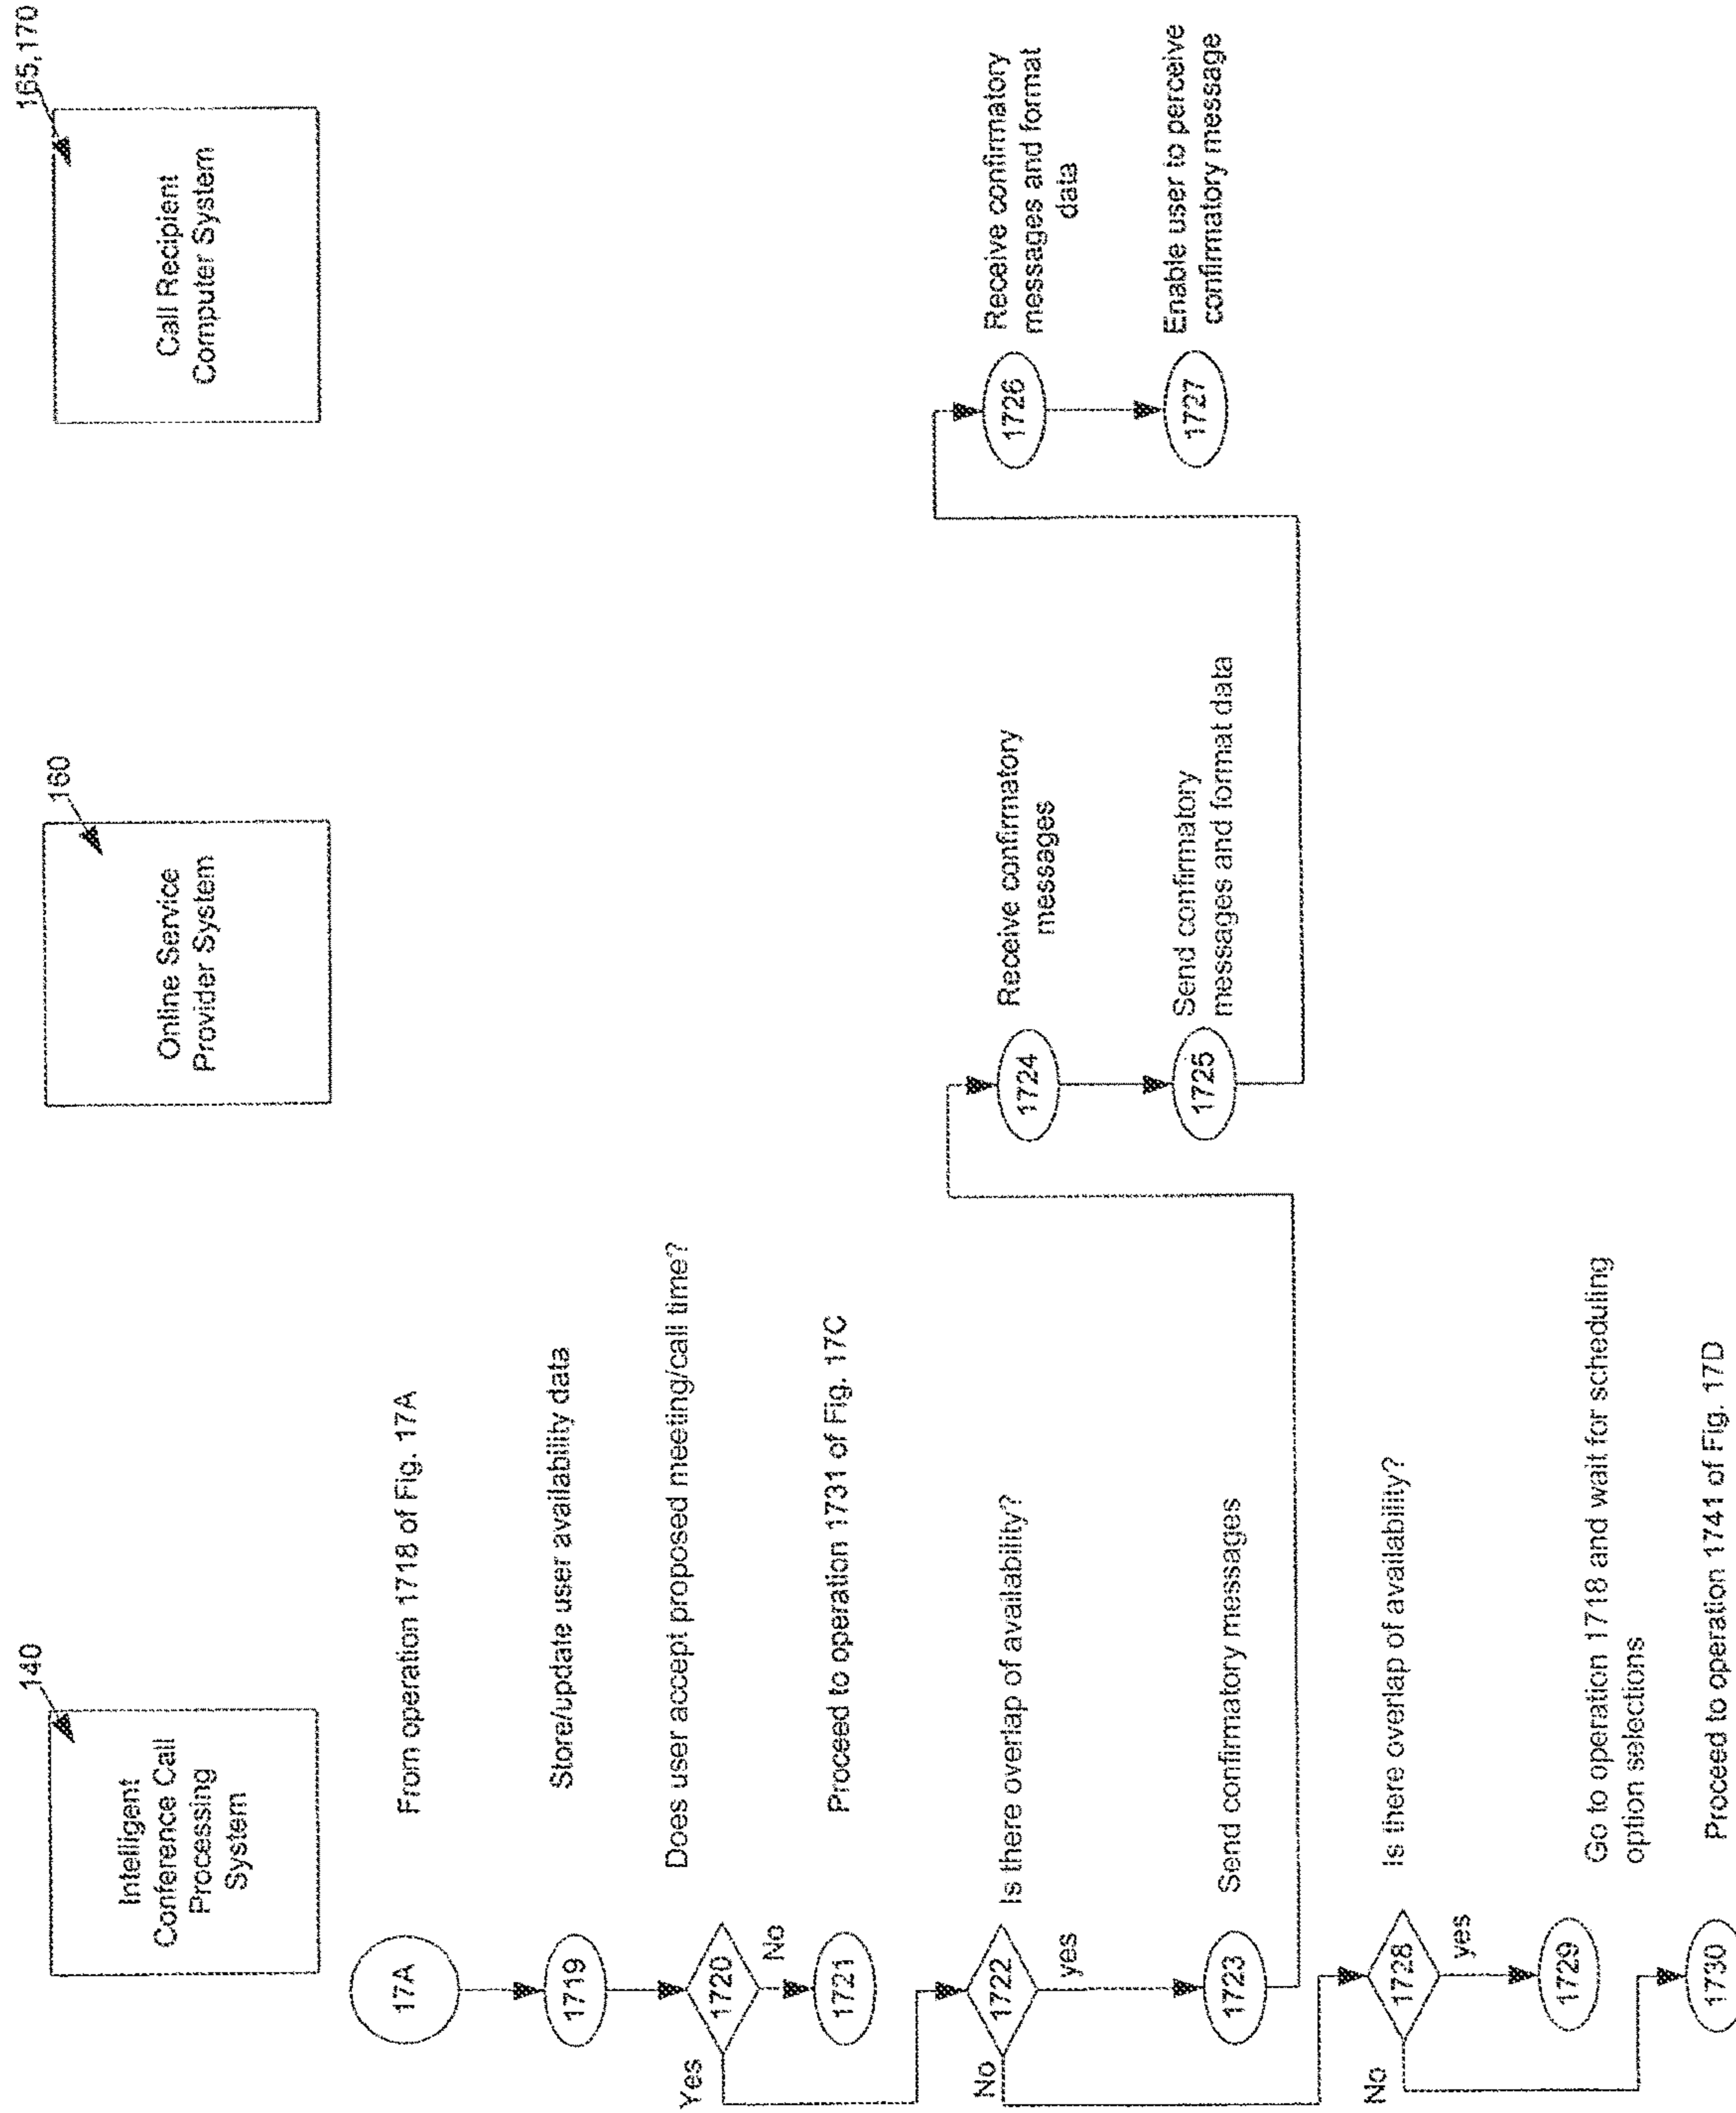 140
Intelligent
Conference Call
Processing
System
160
Online Service
Provider System
165,170
Call Recipient
Computer System
17A
From operation 1718 of Fig. 17A
1719
Store/update user availability data
1720
Does user accept proposed meeting/call time?
Yes
No
1721
Proceed to operation 1731 of Fig. 17C
1722
Is there overlap of availability?
No
yes
1723
Send confirmatory messages
1724
Receive confirmatory
messages
1725
Send confirmatory
messages and format data
1726
Receive confirmatory
messages and format
data
1727
Enable user to perceive
confirmatory message
1728
Is there overlap of availability?
No
yes
1729
Go to operation 1718 and wait for scheduling
option selections
1730
Proceed to operation 1741 of Fig. 17D